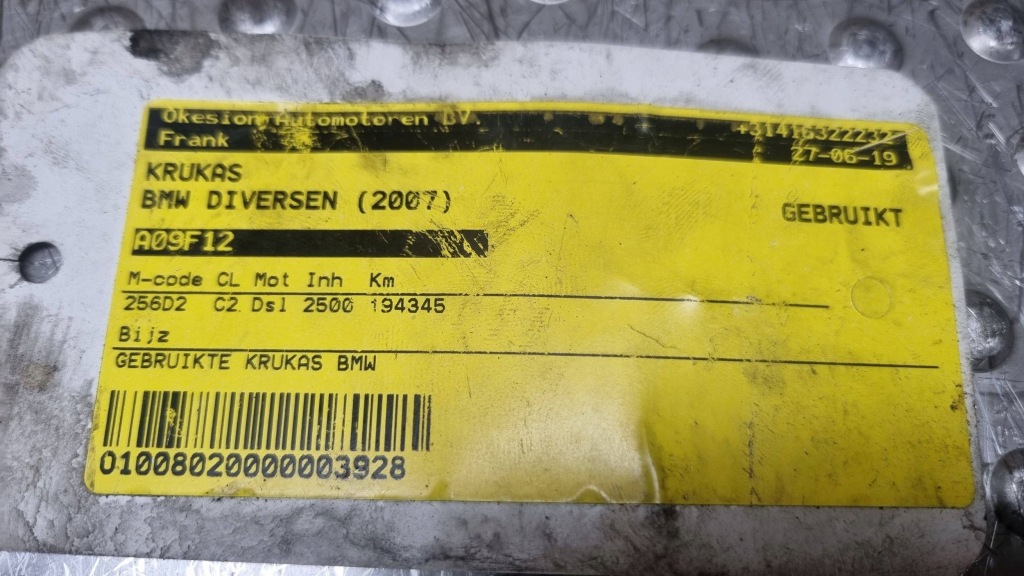 Okesion Automotoren BV. +31416322232
Frank 27-06-19
KRUKAS
BMW DIVERSEN (2007) GEBRUIKT
A09F12
M-code CL Mot Inh Km
256D2 C2 Dsl 2500 194345
Bijz
GEBRUIKTE KRUKAS BMW
01008020000003928